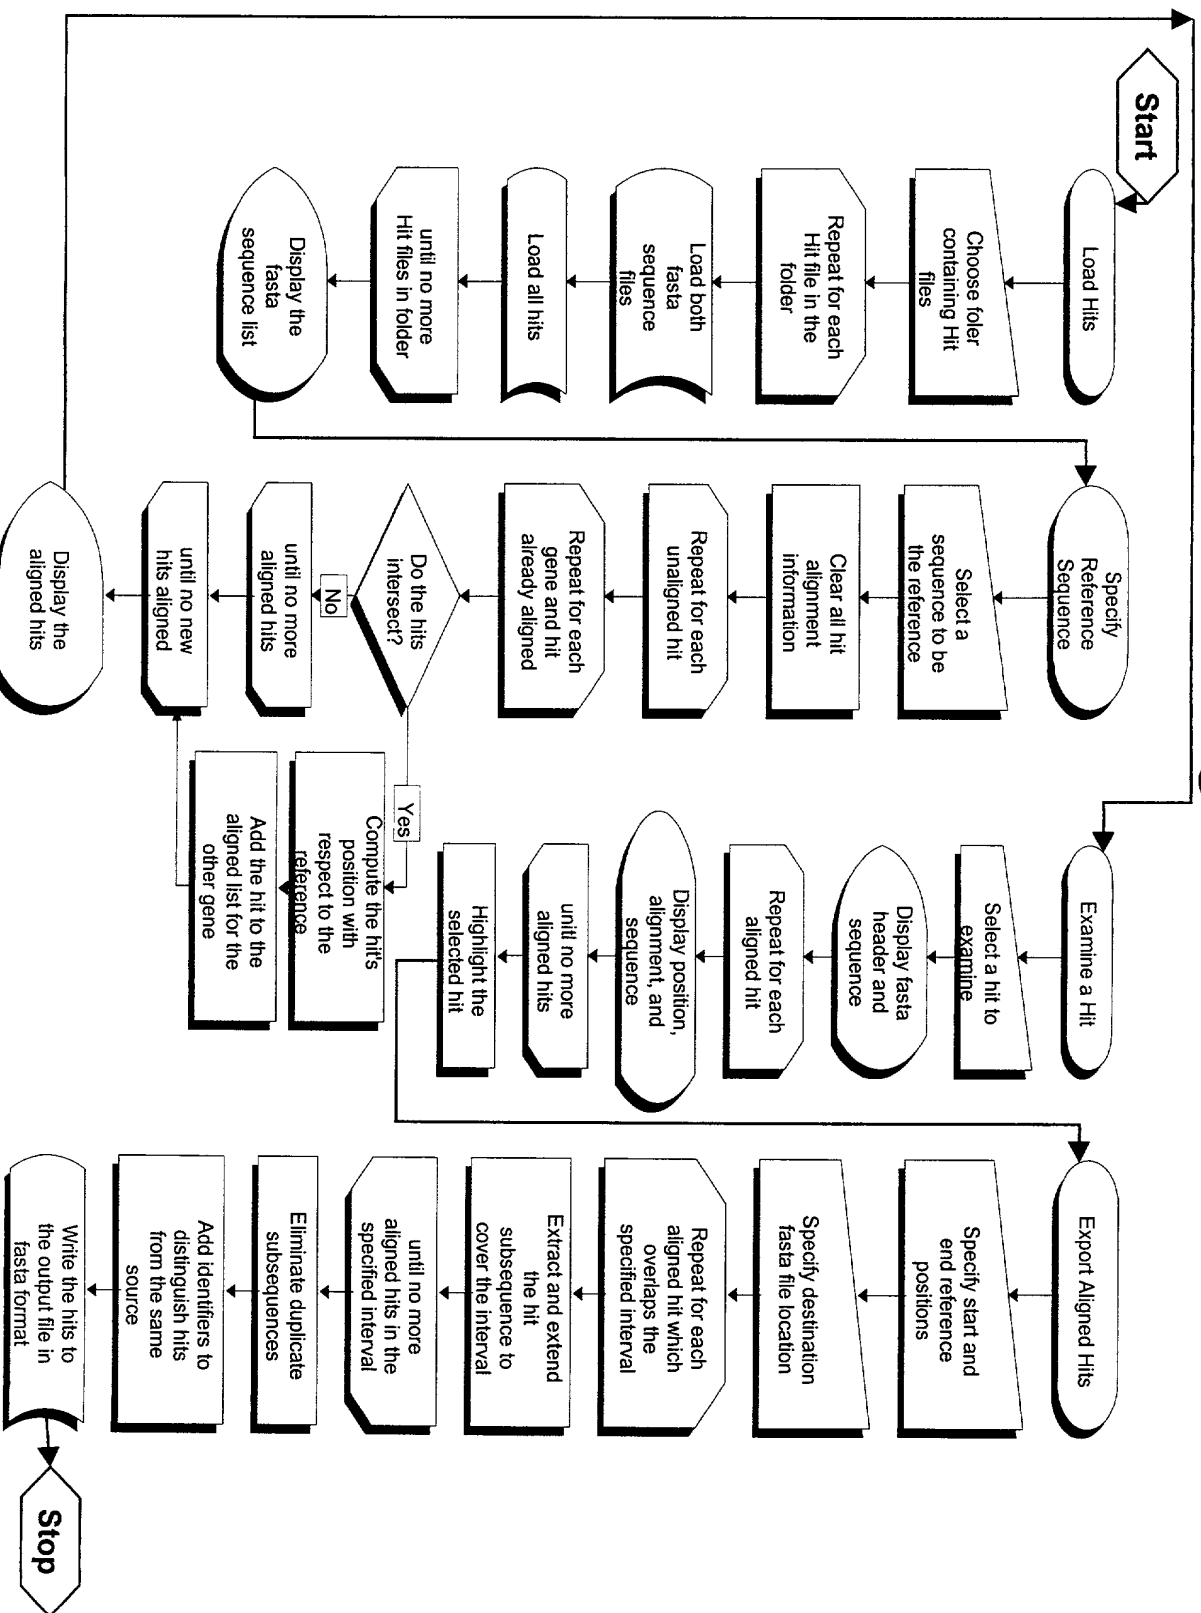 Start
Load Hits
Choose foler
containing Hit
files
Repeat for each
Hit file in the
folder
Load both
fasta
sequence
files
Load all hits
until no more
Hit files in folder
Display the
fasta
sequence list
Specify
Reference
Sequence
Select a
sequence to be
the reference
Clear all hit
alignment
information
Repeat for each
unaligned hit
Repeat for each
gene and hit
already aligned
Do the hits
intersect?
No
Yes
until no more
aligned hits
until no new
hits aligned
Display the
aligned hits
Compute the hit's
position with
respect to the
reference
Add the hit to the
aligned list for the
other gene
Examine a Hit
Select a hit to
examine
Display fasta
header and
sequence
Repeat for each
aligned hit
Display position,
alignment, and
sequence
unitl no more
aligned hits
Highlight the
selected hit
Export Aligned Hits
Specify start and
end reference
positions
Specify destination
fasta file location
Repeat for each
aligned hit which
overlaps the
specified interval
Extract and extend
the hit
subsequence to
cover the interval
until no more
aligned hits in the
specified interval
Eliminate duplicate
subsequences
Add identifiers to
distinguish hits
from the same
source
Write the hits to
the output file in
fasta format
Stop